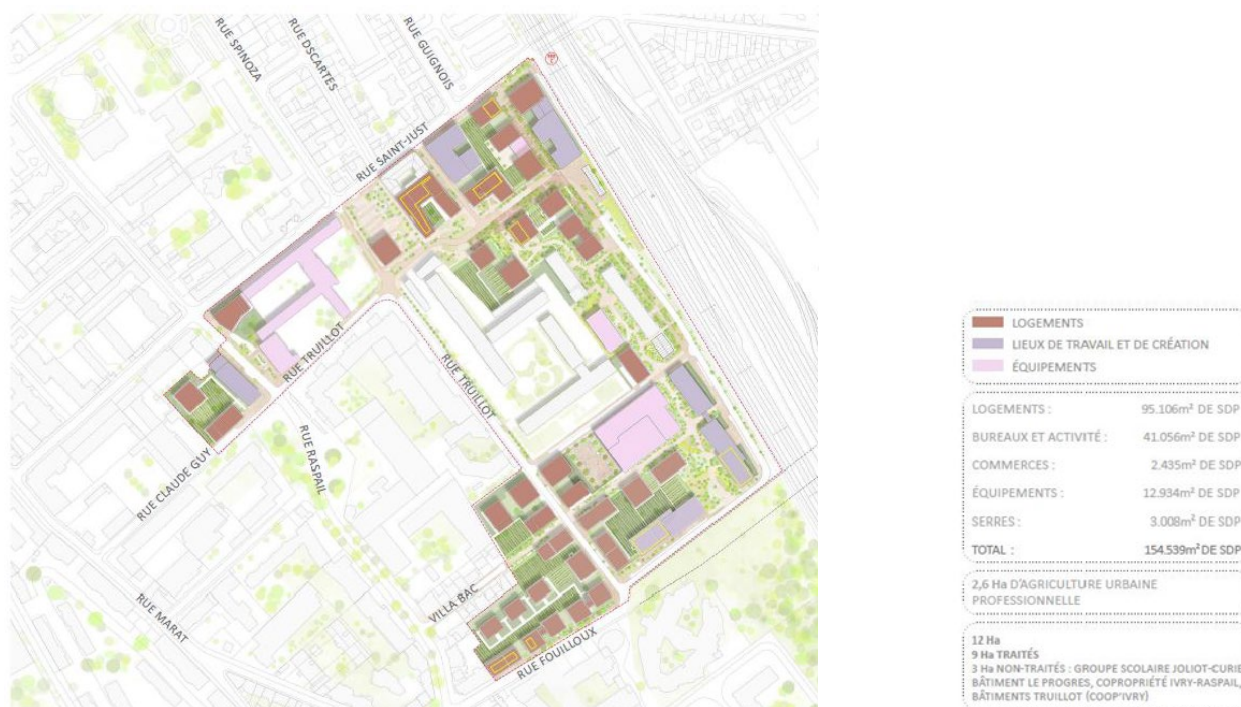 RUE SPINOZA
RUE DSCARTES
RUE GUIGNOIS
RUE SAINT-JUST
RUE TRUILLOT
RUE TRUILLOT
RUE RASPAIL
RUE CLAUDE GUY
VILLA BAC
RUE MARAT
RUE FOUILLOUX
LOGEMENTS
LIEUX DE TRAVAIL ET DE CRÉATION
ÉQUIPEMENTS
LOGEMENTS : 95.106m² DE SDP
BUREAUX ET ACTIVITÉ : 41.056m² DE SDP
COMMERCES : 2.435m² DE SDP
ÉQUIPEMENTS : 12.934m² DE SDP
SERRES : 3.008m² DE SDP
TOTAL : 154.539m² DE SDP
2,6 Ha D'AGRICULTURE URBAINE
PROFESSIONNELLE
12 Ha
9 Ha TRAITÉS
3 Ha NON-TRAITÉS : GROUPE SCOLAIRE JOLIOT-CURIE
BÂTIMENT LE PROGRES, COPROPRIÉTÉ IVRY-RASPAIL,
BÂTIMENTS TRUILLOT (COOP'IVRY)